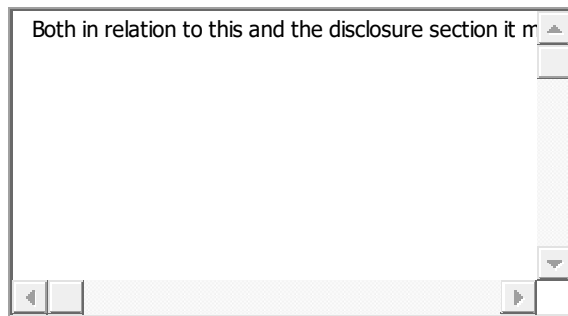 Both in relation to this and the disclosure section it m